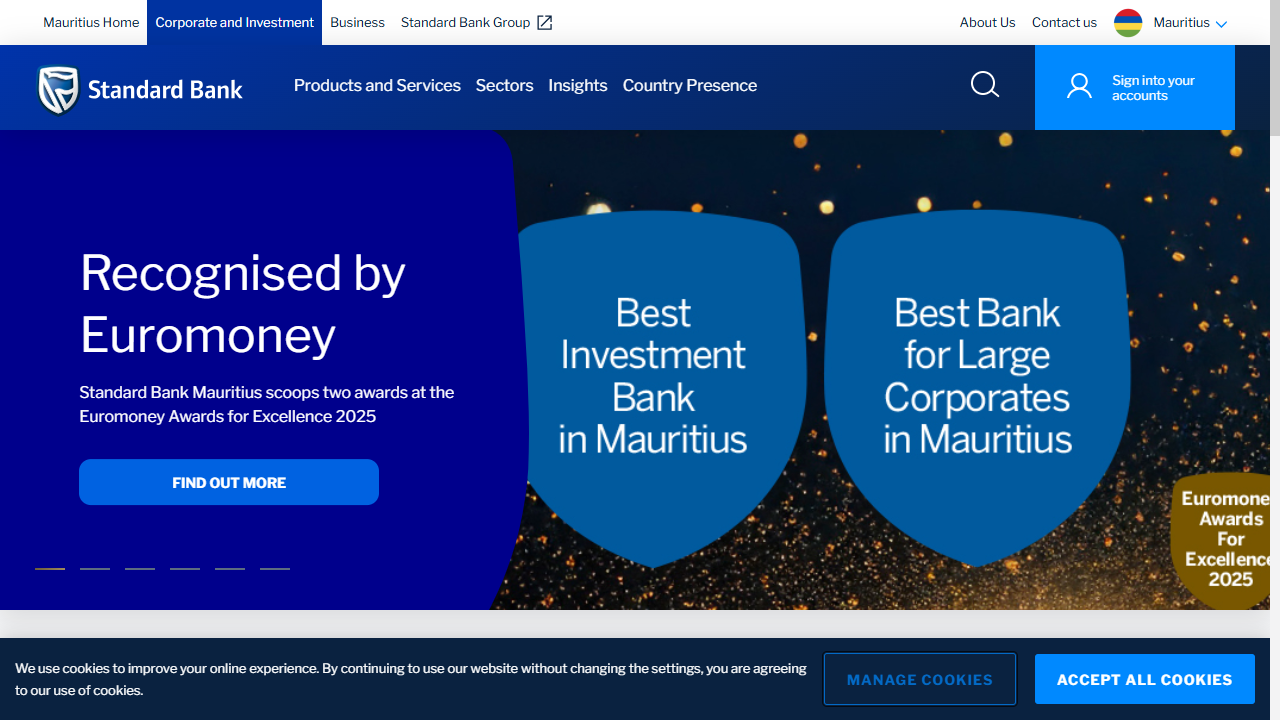 Mauritius Home
Corporate and Investment
Business
Standard Bank Group
About Us
Contact us
Mauritius
Standard Bank
Products and Services
Sectors
Insights
Country Presence
Sign into your
accounts
Recognised by
Euromoney
Standard Bank Mauritius scoops two awards at the
Euromoney Awards for Excellence 2025
FIND OUT MORE
Best
Investment
Bank
in Mauritius
Best Bank
for Large
Corporates
in Mauritius
Euromone
Awards
For
Excellence
2025
We use cookies to improve your online experience. By continuing to use our website without changing the settings, you are agreeing
to our use of cookies.
MANAGE COOKIES
ACCEPT ALL COOKIES